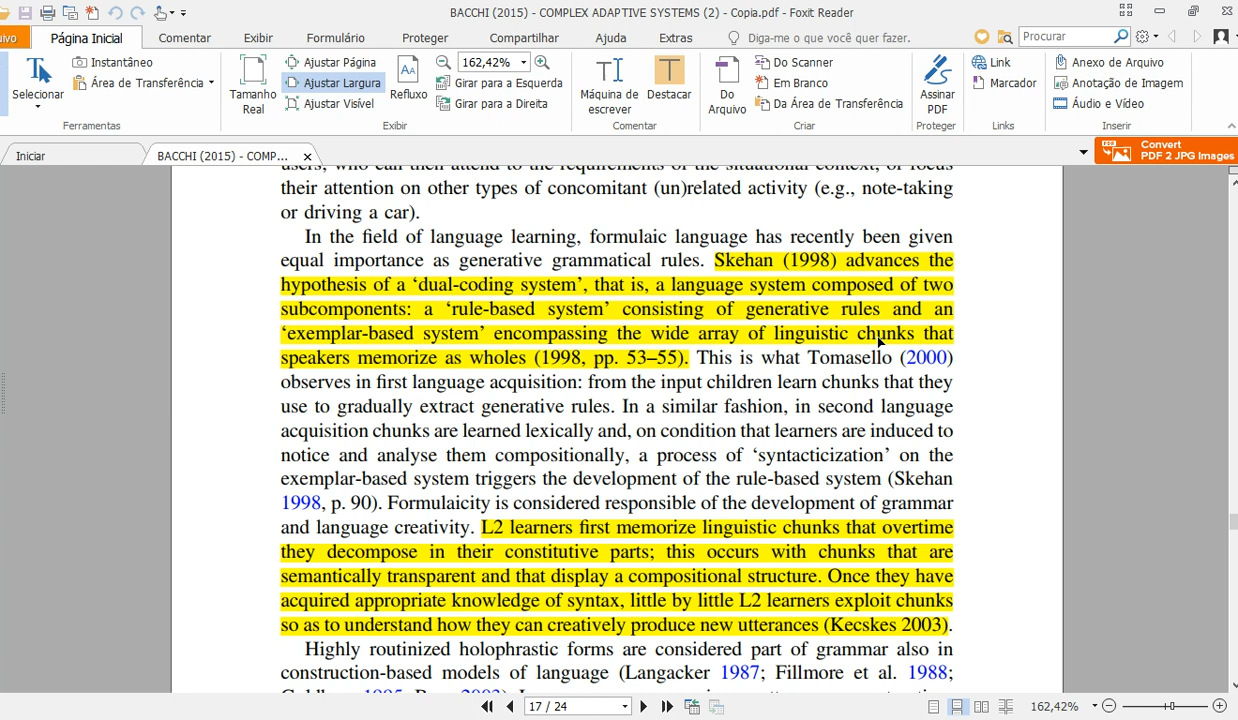 BACCHI (2015) - COMPLEX ADAPTIVE SYSTEMS (2) - Copia.pdf - Foxit Reader
Página Inicial Comentar Exibir Formulário Proteger Compartilhar Ajuda Extras Diga-me o que você quer fazer. Procurar
Selecionar
Instantâneo
Área de Transferência
Ferramentas
Tamanho
Real
Ajustar Página
Ajustar Largura
Ajustar Visível
Refluxo
162,42%
Girar para a Esquerda
Girar para a Direita
Exibir
Máquina de
escrever
Destacar
Comentar
Do
Arquivo
Do Scanner
Em Branco
Da Área de Transferência
Criar
Assinar
PDF
Proteger
Link
Marcador
Links
Anexo de Arquivo
Anotação de Imagem
Áudio e Vídeo
Inserir
Iniciar
BACCHI (2015) - COMP...
Convert
PDF 2 JPG Images
PDF
users, who can then attend to the requirements of the situational context, or focus
their attention on other types of concomitant (un)related activity (e.g., note-taking
or driving a car).
In the field of language learning, formulaic language has recently been given
equal importance as generative grammatical rules. Skehan (1998) advances the
hypothesis of a ‘dual-coding system’, that is, a language system composed of two
subcomponents: a ‘rule-based system’ consisting of generative rules and an
‘exemplar-based system’ encompassing the wide array of linguistic chunks that
speakers memorize as wholes (1998, pp. 53–55). This is what Tomasello (2000)
observes in first language acquisition: from the input children learn chunks that they
use to gradually extract generative rules. In a similar fashion, in second language
acquisition chunks are learned lexically and, on condition that learners are induced to
notice and analyse them compositionally, a process of ‘syntacticization’ on the
exemplar-based system triggers the development of the rule-based system (Skehan
1998, p. 90). Formulaicity is considered responsible of the development of grammar
and language creativity. L2 learners first memorize linguistic chunks that overtime
they decompose in their constitutive parts; this occurs with chunks that are
semantically transparent and that display a compositional structure. Once they have
acquired appropriate knowledge of syntax, little by little L2 learners exploit chunks
so as to understand how they can creatively produce new utterances (Kecskes 2003).
Highly routinized holophrastic forms are considered part of grammar also in
construction-based models of language (Langacker 1987; Fillmore et al. 1988;
17 / 24
162,42%